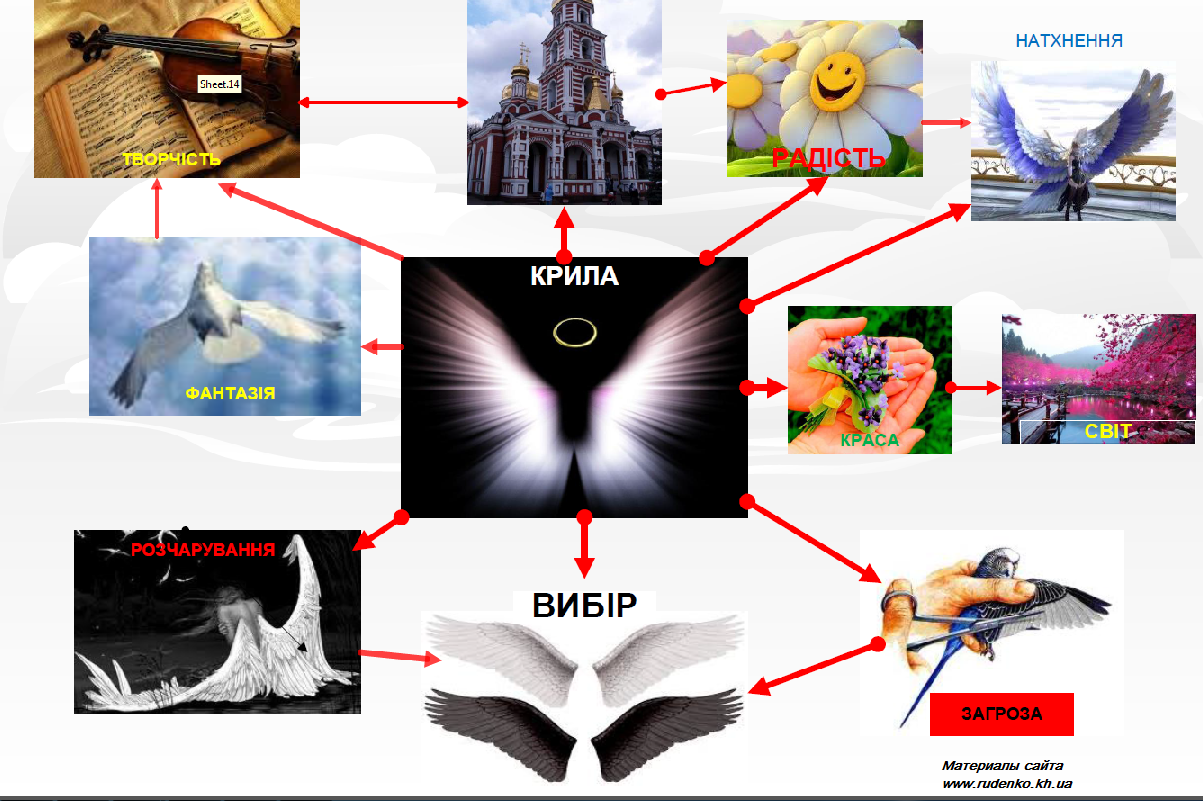 НАТХНЕННЯ
Sheet.14
ТВОРЧІСТЬ
РАДІСТЬ
КРИЛА
ФАНТАЗІЯ
КРАСА
СВІТ
РОЗЧАРУВАННЯ
ВИБІР
ЗАГРОЗА
Материалы сайта
www.rudenko.kh.ua